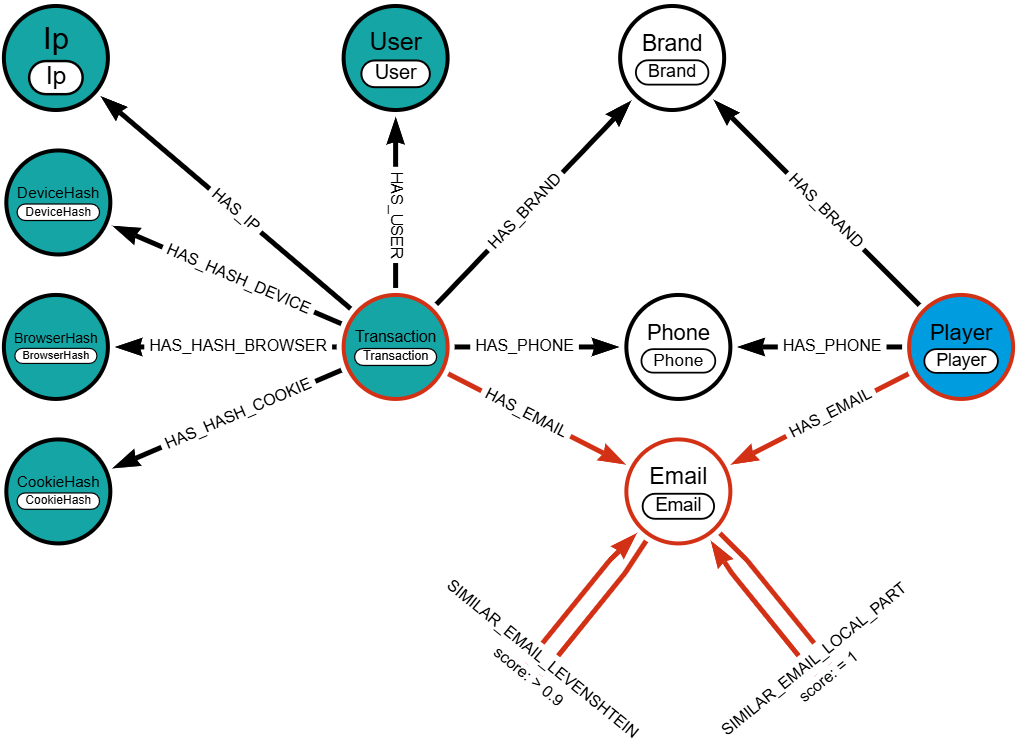 Ip
Ip
User
User
Brand
Brand
DeviceHash
DeviceHash
HAS_IP
HAS_USER
HAS_BRAND
HAS_BRAND
HAS_HASH_DEVICE
BrowserHash
BrowserHash
HAS_HASH_BROWSER
Transaction
Transaction
HAS_PHONE
Phone
Phone
HAS_PHONE
Player
Player
HAS_HASH_COOKIE
HAS_EMAIL
HAS_EMAIL
CookieHash
CookieHash
Email
Email
SIMILAR_EMAIL_LEVENSHTEIN
score: > 0.9
SIMILAR_EMAIL_LOCAL_PART
score: = 1